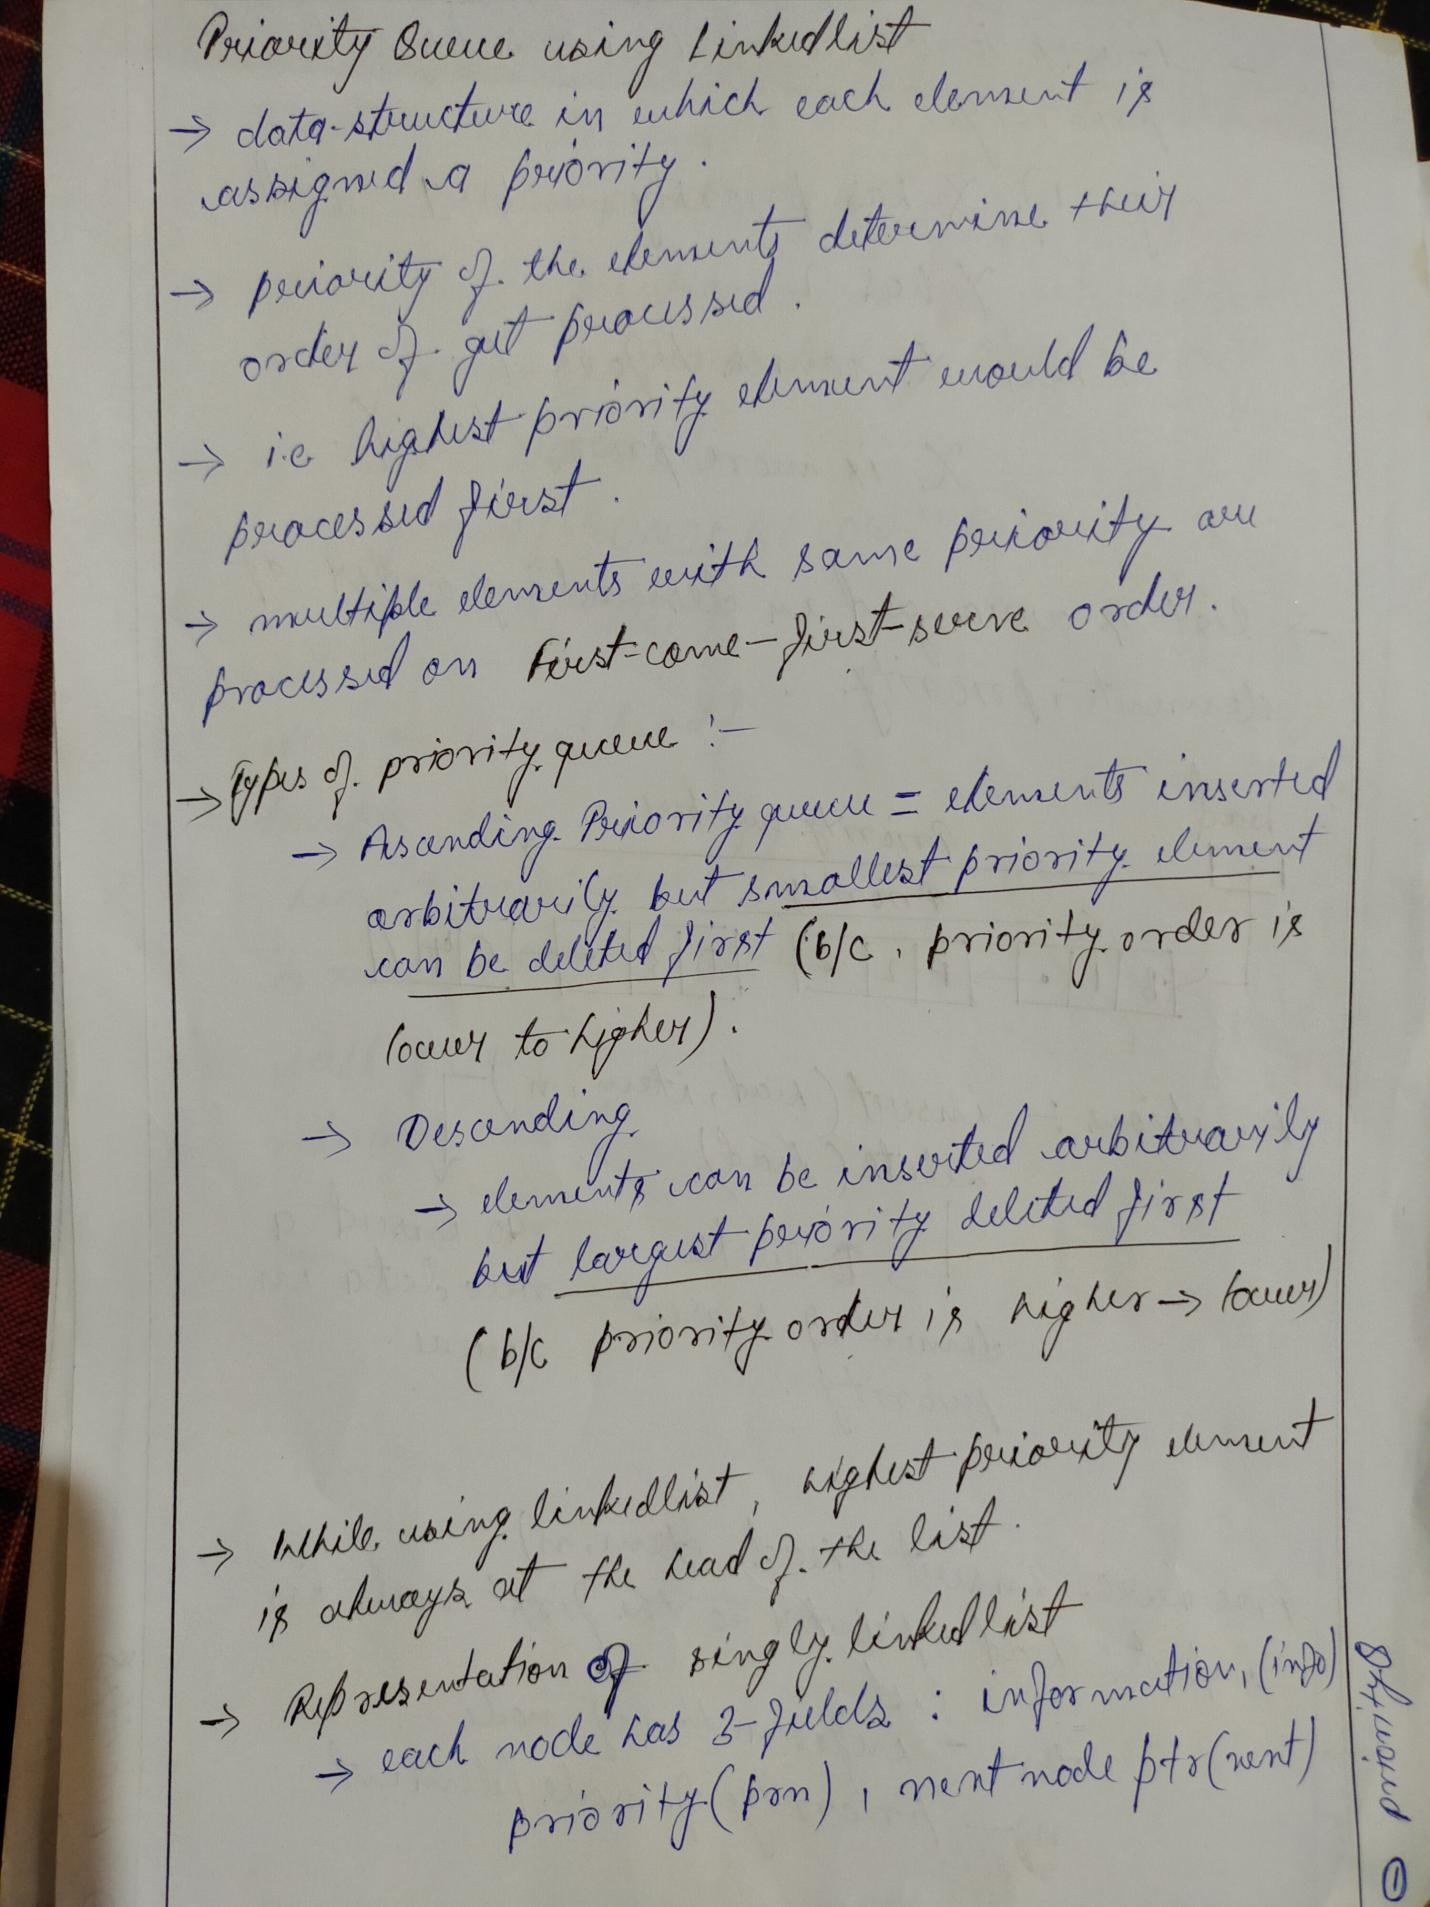 Priority Queue using Linkedlist
→ data-structure in which each element is
assigned a priority.
→ priority of the elements determine their
order of get processed.
→ i.e highest priority element would be
processed first.
→ multiple elements with same priority are
processed on First-come-first-serve order.
→ Types of priority queue :-
→ Ascending Priority queue = elements inserted
arbitrarily but smallest priority element
can be deleted first (b/c, priority order is
lower to higher).
→ Descending
→ elements can be inserted arbitrarily
but largest priority deleted first
(b/c priority order is higher → lower)
→ While using linkedlist, highest priority element
is always at the head of the list.
→ Representation of singly linkedlist
→ each node has 3-fields : information, (info)
priority (prn), next node ptr (next)